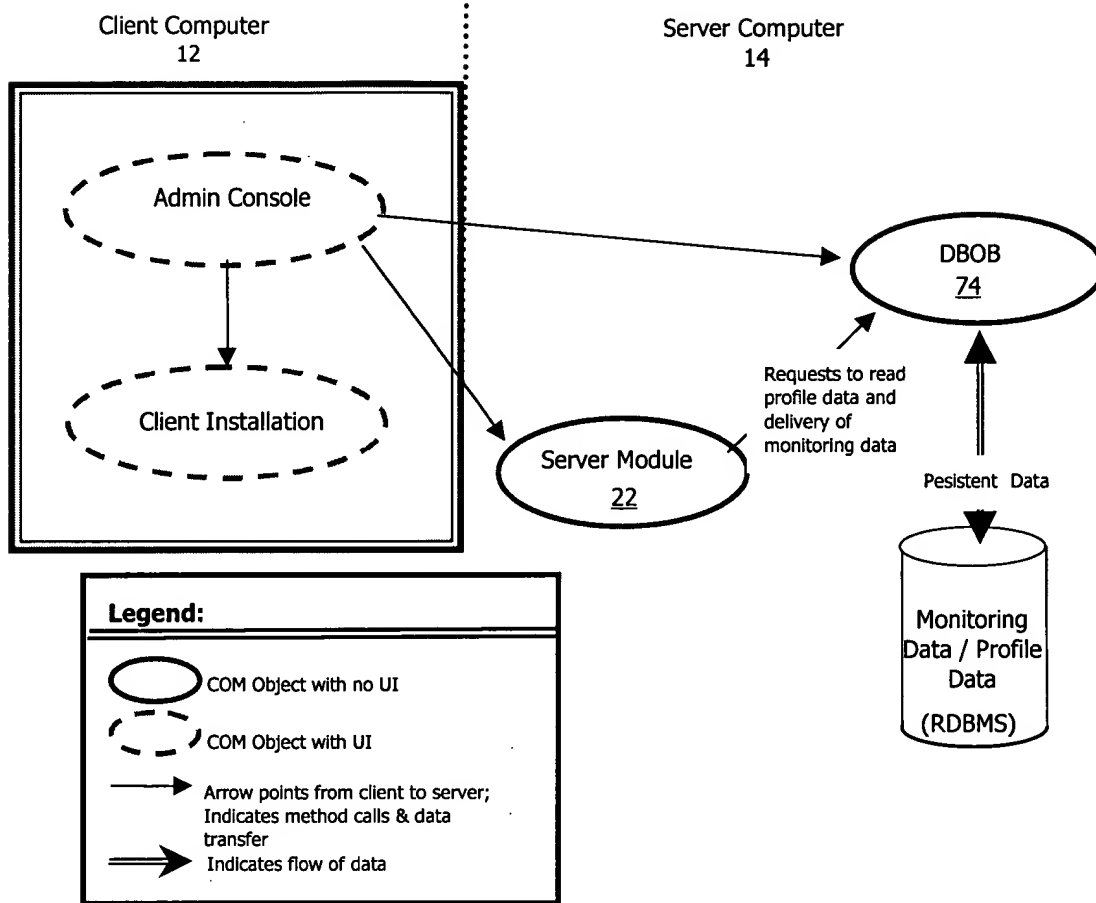 Client Computer
12
Server Computer
14
Admin Console
Client Installation
DBOB
74
Requests to read
profile data and
delivery of
monitoring data
Server Module
22
Pesistent Data
Monitoring
Data / Profile
Data
(RDBMS)
Legend:
COM Object with no UI
COM Object with UI
Arrow points from client to server;
Indicates method calls & data
transfer
Indicates flow of data